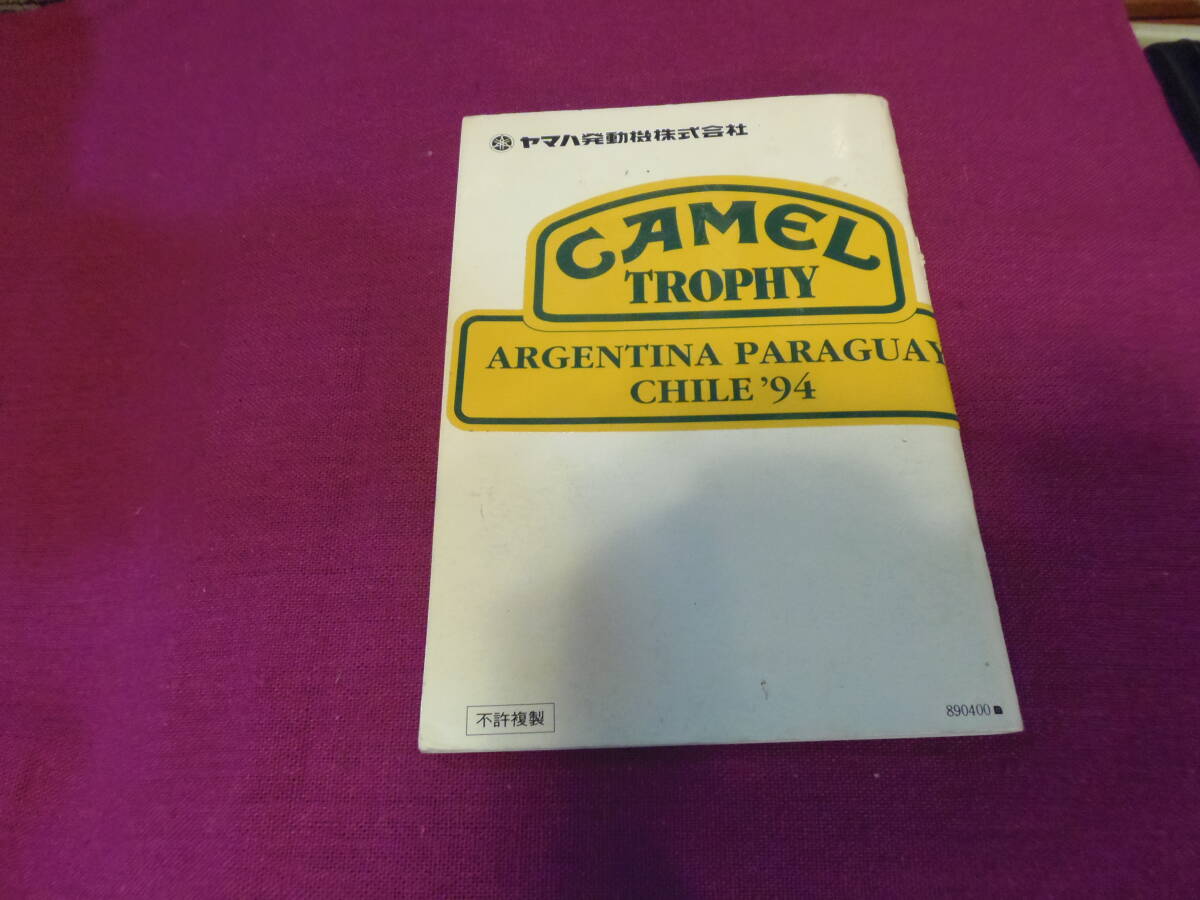 ヤマハ発動機株式会社
CAMEL
TROPHY
ARGENTINA PARAGUAY
CHILE '94
不許複製
890400